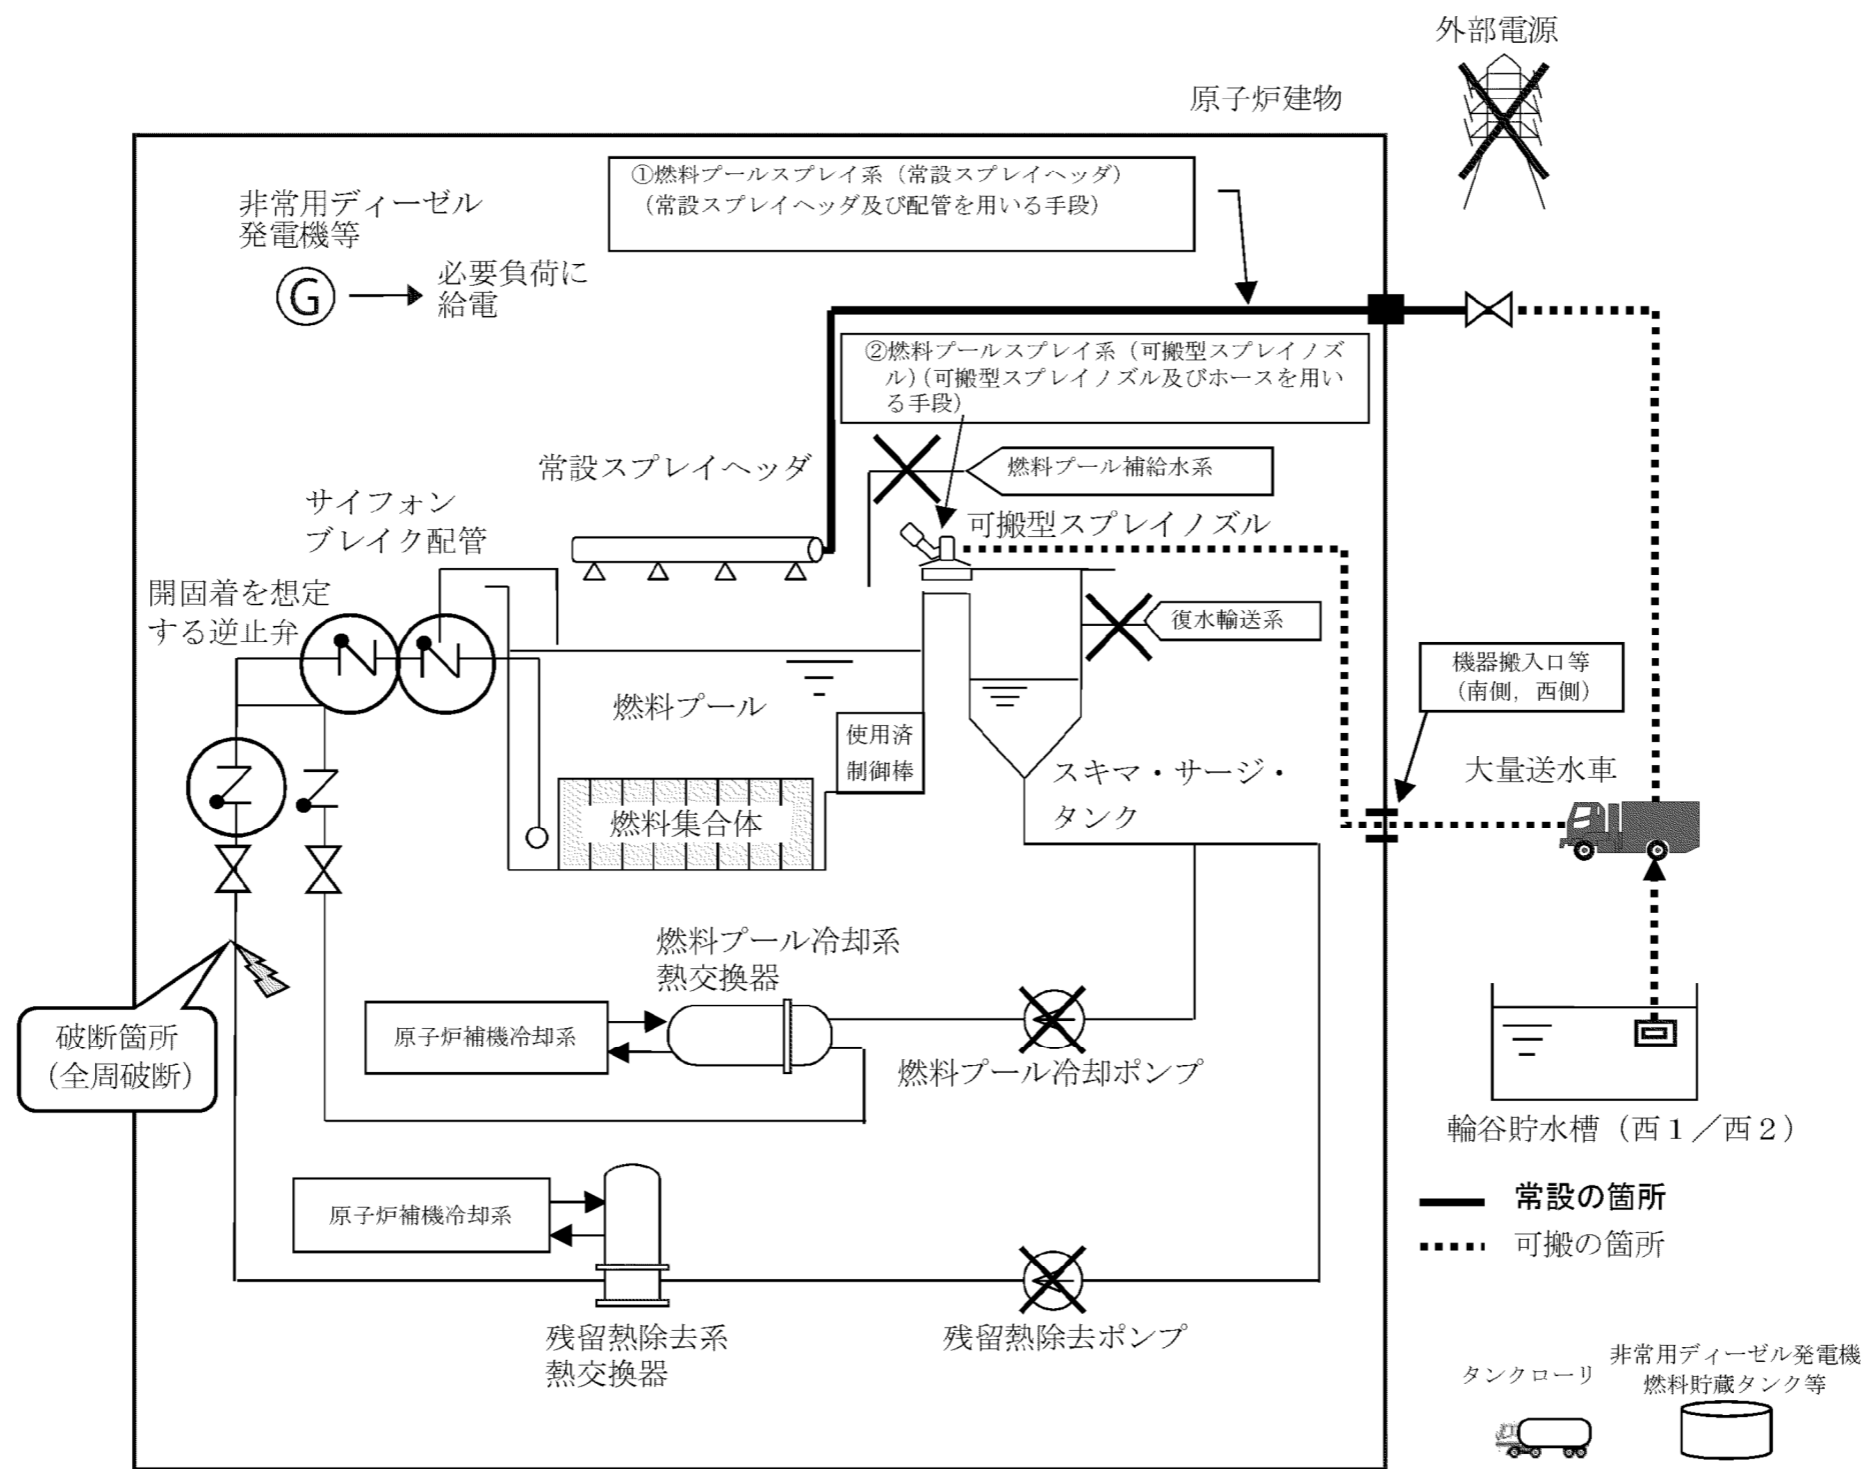 外部電源
原子炉建物
①燃料プールスプレイ系（常設スプレイヘッダ）
（常設スプレイヘッダ及び配管を用いる手段）
非常用ディーゼル
発電機等
G
必要負荷に
給電
②燃料プールスプレイ系（可搬型スプレイノズ
ル）（可搬型スプレイノズル及びホースを用い
る手段）
常設スプレイヘッダ
燃料プール補給水系
サイフォン
ブレイク配管
可搬型スプレイノズル
開固着を想定
する逆止弁
復水輸送系
機器搬入口等
（南側，西側）
燃料プール
使用済
制御棒
スキマ・サージ・
タンク
大量送水車
燃料集合体
燃料プール冷却系
熱交換器
破断箇所
（全周破断）
原子炉補機冷却系
燃料プール冷却ポンプ
輪谷貯水槽（西１／西２）
原子炉補機冷却系
常設の箇所
可搬の箇所
残留熱除去系
熱交換器
残留熱除去ポンプ
タンクローリ
非常用ディーゼル発電機
燃料貯蔵タンク等